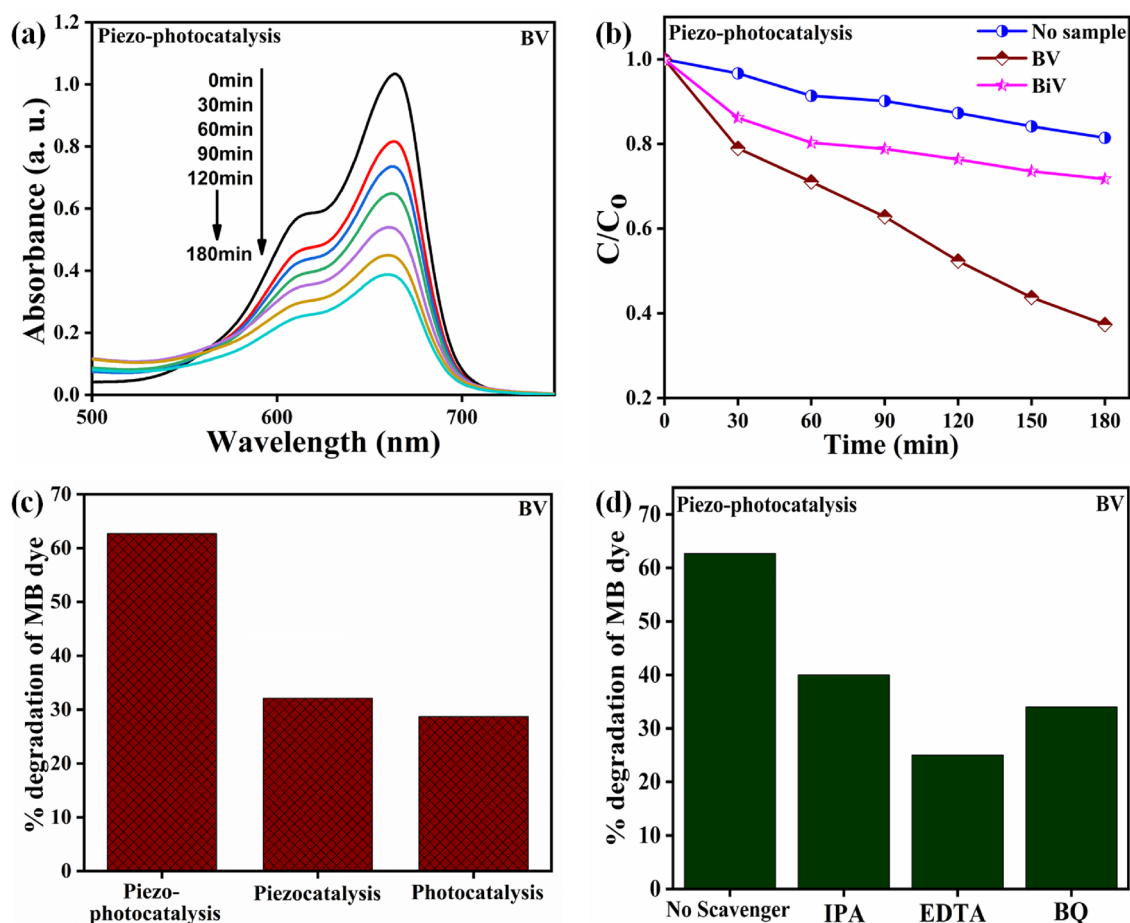 (a)
Piezo-photocatalysis
BV
0min
30min
60min
90min
120min
180min
Absorbance (a. u.)
1.2
1.0
0.8
0.6
0.4
0.2
0.0
500
600
700
Wavelength (nm)
(b)
Piezo-photocatalysis
No sample
BV
BiV
C/Co
1.0
0.8
0.6
0.4
0.2
0
30
60
90
120
150
180
Time (min)
(c)
BV
% degradation of MB dye
70
60
50
40
30
20
10
0
Piezo-
photocatalysis
Piezocatalysis
Photocatalysis
(d)
Piezo-photocatalysis
BV
% degradation of MB dye
70
60
50
40
30
20
10
0
No Scavenger
IPA
EDTA
BQ